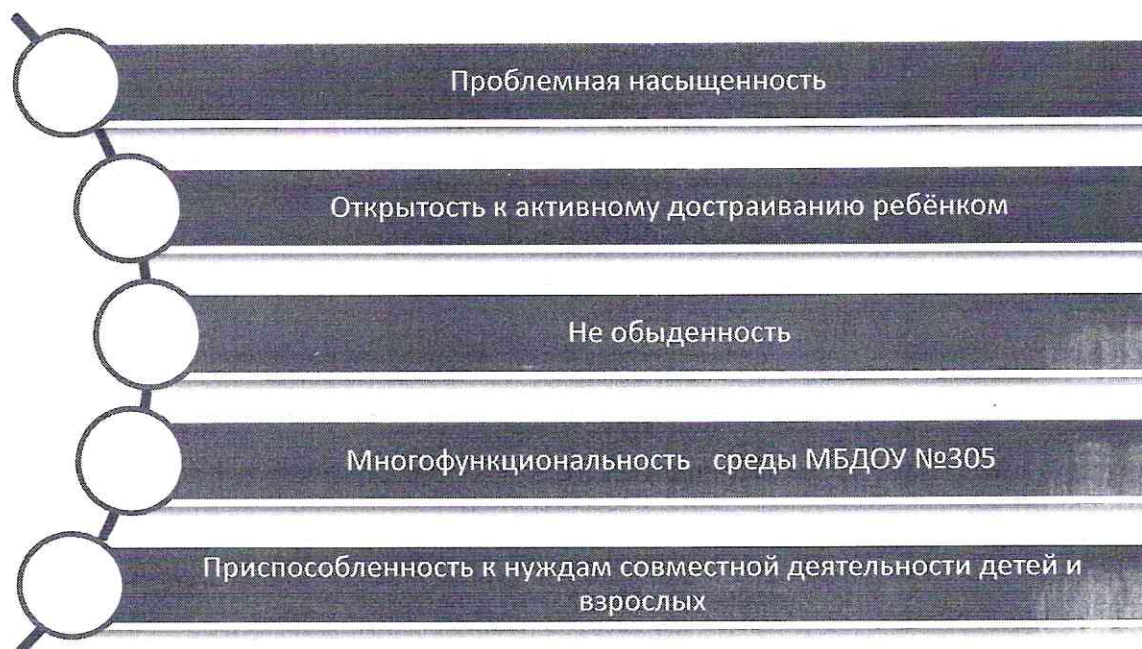 Проблемная насыщенность
Открытость к активному достраиванию ребёнком
Не обыденность
Многофункциональность среды МБДОУ №305
Приспособленность к нуждам совместной деятельности детей и
взрослых